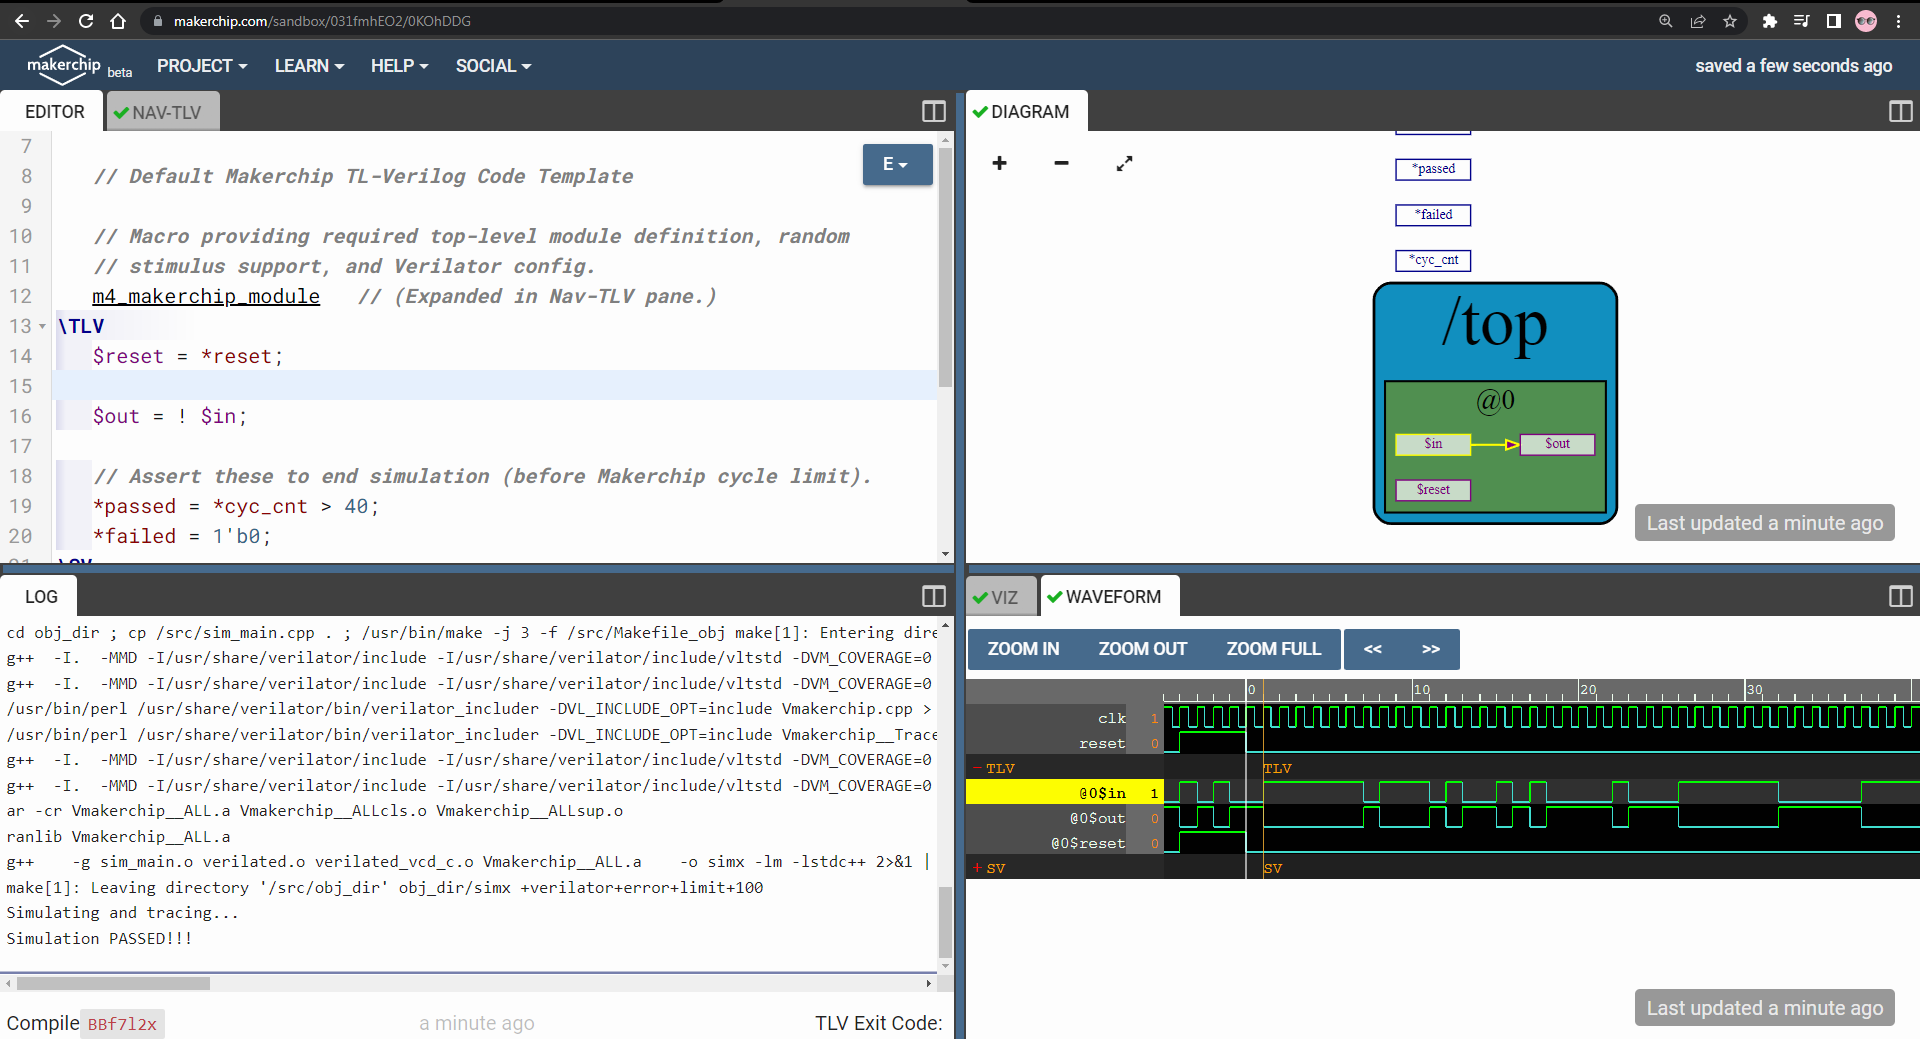 makerchip.com/sandbox/031fmhEO2/0KOhDDG
makerchip beta PROJECT LEARN HELP SOCIAL saved a few seconds ago
EDITOR NAV-TLV
7
8 // Default Makerchip TL-Verilog Code Template
9
10 // Macro providing required top-level module definition, random
11 // stimulus support, and Verilator config.
12 m4_makerchip_module // (Expanded in Nav-TLV pane.)
13 \TLV
14 $reset = *reset;
15
16 $out = ! $in;
17
18 // Assert these to end simulation (before Makerchip cycle limit).
19 *passed = *cyc_cnt > 40;
20 *failed = 1'b0;
21 \SV
E
DIAGRAM
+ −
*passed
*failed
*cyc_cnt
/top
@0
$in $out
$reset
Last updated a minute ago
LOG
cd obj_dir ; cp /src/sim_main.cpp . ; /usr/bin/make -j 3 -f /src/Makefile_obj make[1]: Entering dire
g++ -I. -MMD -I/usr/share/verilator/include -I/usr/share/verilator/include/vltstd -DVM_COVERAGE=0
g++ -I. -MMD -I/usr/share/verilator/include -I/usr/share/verilator/include/vltstd -DVM_COVERAGE=0
/usr/bin/perl /usr/share/verilator/bin/verilator_includer -DVL_INCLUDE_OPT=include Vmakerchip.cpp >
/usr/bin/perl /usr/share/verilator/bin/verilator_includer -DVL_INCLUDE_OPT=include Vmakerchip__Trace
g++ -I. -MMD -I/usr/share/verilator/include -I/usr/share/verilator/include/vltstd -DVM_COVERAGE=0
g++ -I. -MMD -I/usr/share/verilator/include -I/usr/share/verilator/include/vltstd -DVM_COVERAGE=0
ar -cr Vmakerchip__ALL.a Vmakerchip__ALLcls.o Vmakerchip__ALLsup.o
ranlib Vmakerchip__ALL.a
g++ -g sim_main.o verilated.o verilated_vcd_c.o Vmakerchip__ALL.a -o simx -lm -lstdc++ 2>&1 |
make[1]: Leaving directory '/src/obj_dir' obj_dir/simx +verilator+error+limit+100
Simulating and tracing...
Simulation PASSED!!!
Compile BBf7l2x a minute ago TLV Exit Code:
VIZ WAVEFORM
ZOOM IN ZOOM OUT ZOOM FULL << >>
0 10 20 30
clk 1
reset 0
− TLV TLV
@0$in 1
@0$out 0
@0$reset 0
+ SV SV
Last updated a minute ago